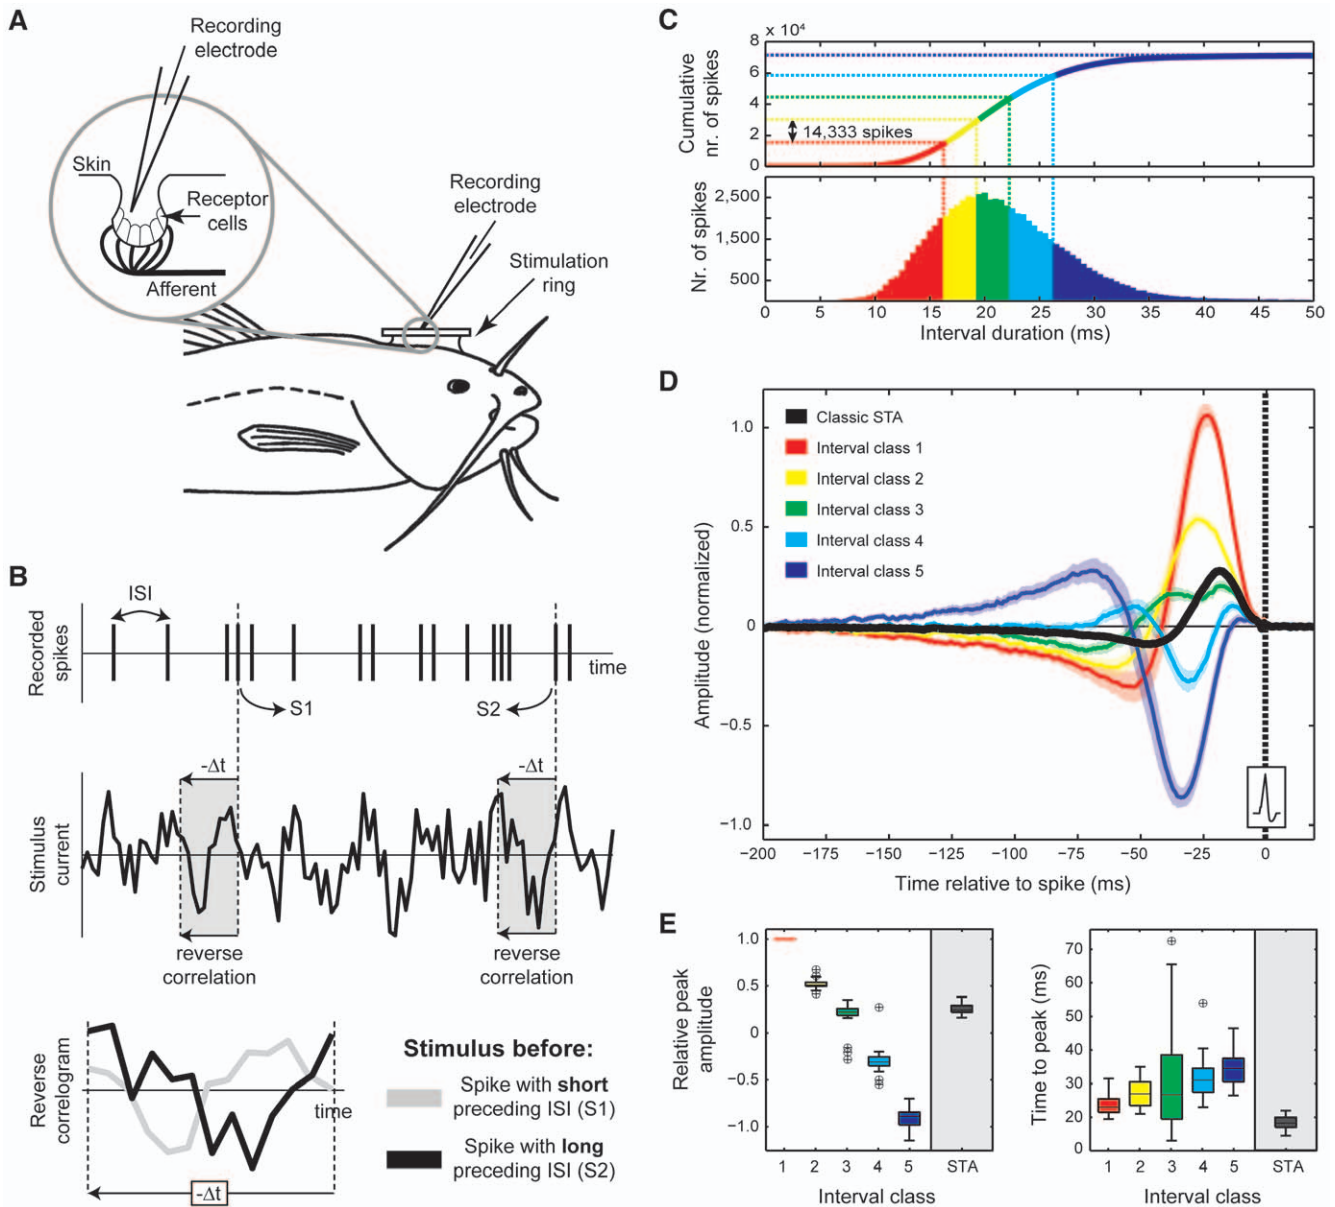 A
Recording
electrode
Skin
Receptor
cells
Afferent
Recording
electrode
Stimulation
ring
B
ISI
Recorded
spikes
time
S1
S2
-Δt
-Δt
Stimulus
current
reverse
correlation
reverse
correlation
Reverse
correlogram
time
-Δt
Stimulus before:
Spike with short
preceding ISI (S1)
Spike with long
preceding ISI (S2)
C
x 10⁴
Cumulative
nr. of spikes
8
6
4
2
0
14,333 spikes
Nr. of spikes
2,500
1,500
500
0 5 10 15 20 25 30 35 40 45 50
Interval duration (ms)
D
Classic STA
Interval class 1
Interval class 2
Interval class 3
Interval class 4
Interval class 5
Amplitude (normalized)
1.0
0.5
0
−0.5
−1.0
−200 −175 −150 −125 −100 −75 −50 −25 0
Time relative to spike (ms)
E
Relative peak
amplitude
1.0
0.5
0
−0.5
−1.0
1 2 3 4 5 STA
Interval class
Time to peak (ms)
70
60
50
40
30
20
10
0
1 2 3 4 5 STA
Interval class